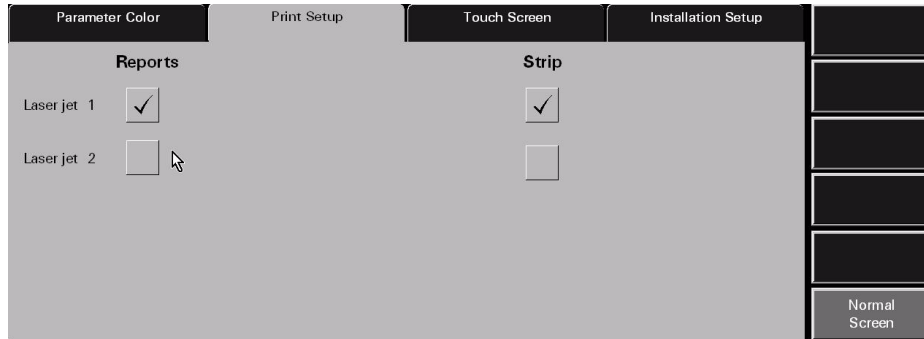 Parameter Color
Print Setup
Touch Screen
Installation Setup
Reports
Strip
Laser jet 1
Laser jet 2
Normal
Screen